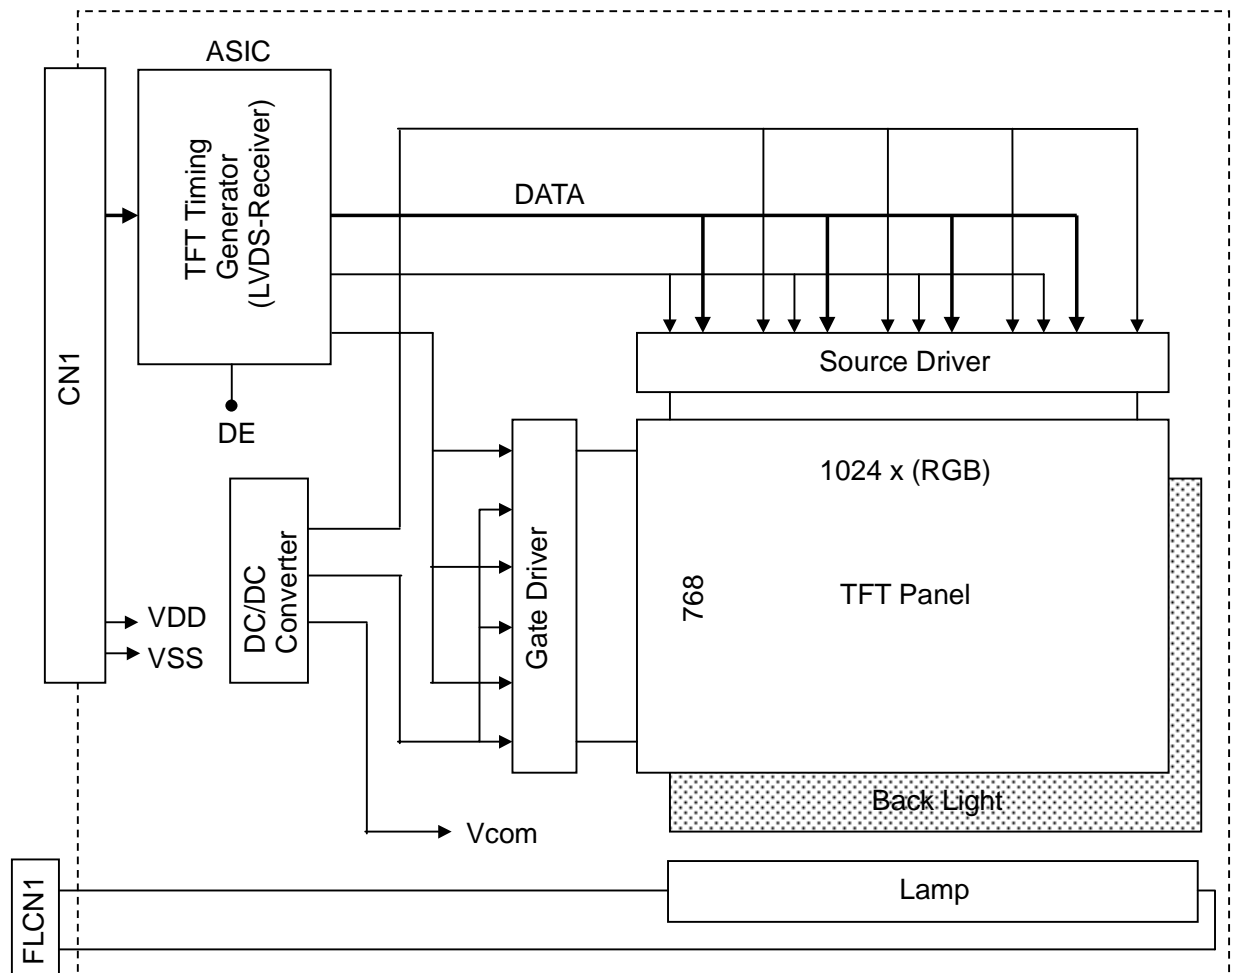 ASIC
TFT Timing
Generator
(LVDS-Receiver)
CN1
DATA
Source Driver
DE
1024 x (RGB)
768
TFT Panel
Gate Driver
DC/DC
Converter
VDD
VSS
Back Light
Vcom
Lamp
FLCN1